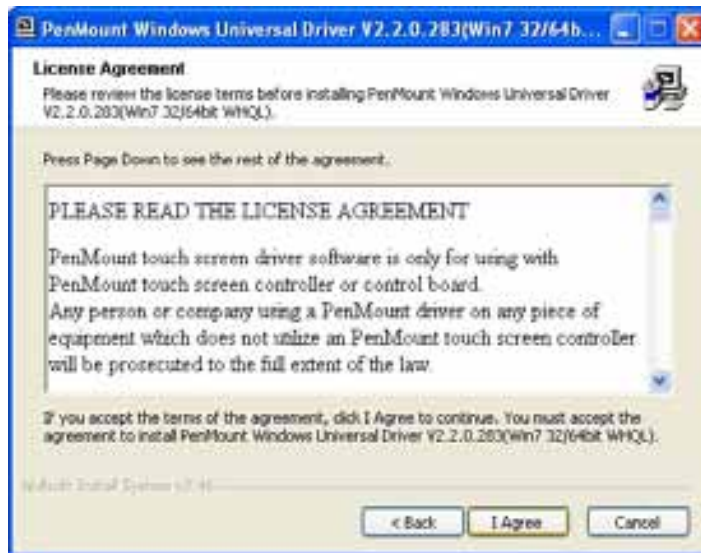 PenMount Windows Universal Driver V2.2.0.283(Win7 32/64b...
License Agreement
Please review the license terms before installing PenMount Windows Universal Driver
V2.2.0.283(Win7 32/64bit WHQL).
Press Page Down to see the rest of the agreement.
PLEASE READ THE LICENSE AGREEMENT
PenMount touch screen driver software is only for using with
PenMount touch screen controller or control board.
Any person or company using a PenMount driver on any piece of
equipment which does not utilize an PenMount touch screen controller
will be prosecuted to the full extent of the law.
If you accept the terms of the agreement, click I Agree to continue. You must accept the
agreement to install PenMount Windows Universal Driver V2.2.0.283(Win7 32/64bit WHQL).
Install System
< Back
I Agree
Cancel